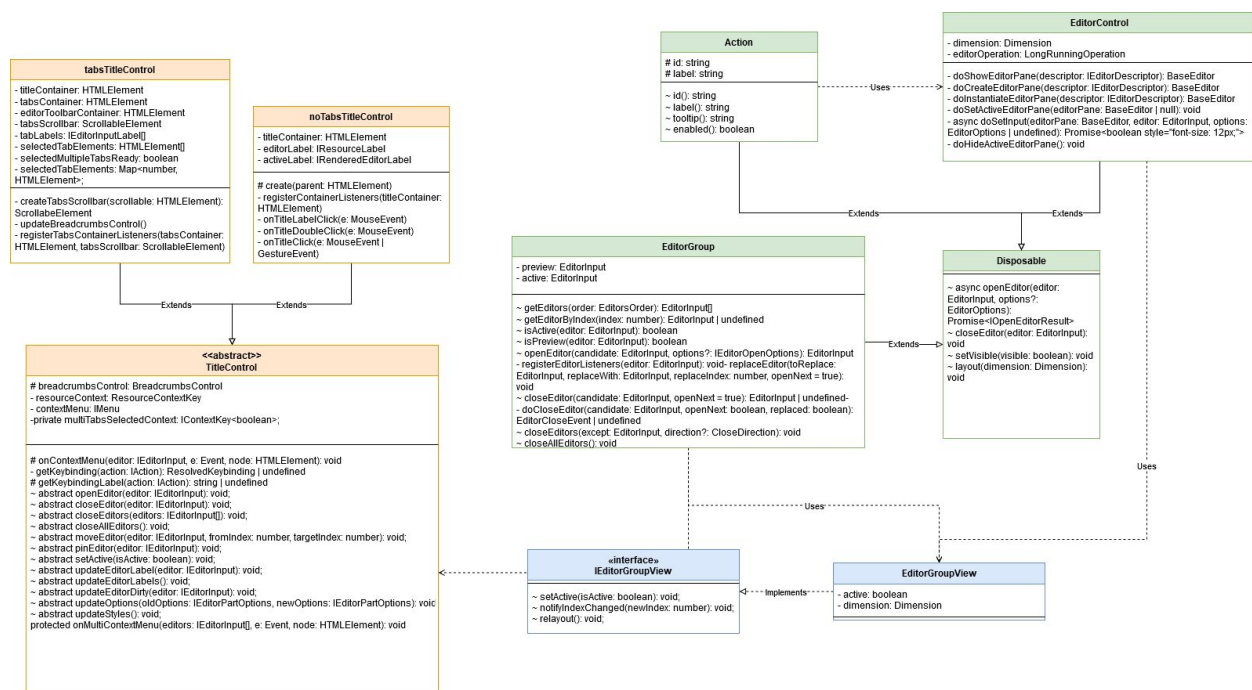 tabsTitleControl
- titleContainer: HTMLElement
- tabsContainer: HTMLElement
- editorToolbarContainer: HTMLElement
- tabsScrollbar: ScrollableElement
- tabLabels: IEditorInputLabel[]
- selectedTabElements: HTMLElement[]
- selectedMultipleTabsReady: boolean
- selectedTabElements: Map<number,
HTMLElement>;
- createTabsScrollbar(scrollable: HTMLElement):
ScrollabeElement
- updateBreadcrumbsControl()
- registerTabsContainerListeners(tabsContainer:
HTMLElement, tabsScrollbar: ScrollableElement)
noTabsTitleControl
- titleContainer: HTMLElement
- editorLabel: IResourceLabel
- activeLabel: IRenderedEditorLabel
# create(parent: HTMLElement)
- registerContainerListeners(titleContainer:
HTMLElement)
- onTitleLabelClick(e: MouseEvent)
- onTitleDoubleClick(e: MouseEvent)
- onTitleClick(e: MouseEvent |
GestureEvent)
Extends
<<abstract>>
TitleControl
# breadcrumbsControl: BreadcrumbsControl
- resourceContext: ResourceContextKey
- contextMenu: IMenu
-private multiTabsSelectedContext: IContextKey<boolean>;
# onContextMenu(editor: IEditorInput, e: Event, node: HTMLElement): void
- getKeybinding(action: IAction): ResolvedKeybinding | undefined
# getKeybindingLabel(action: IAction): string | undefined
~ abstract openEditor(editor: IEditorInput): void;
~ abstract closeEditor(editor: IEditorInput): void;
~ abstract closeEditors(editors: IEditorInput[]): void;
~ abstract closeAllEditors(): void;
~ abstract moveEditor(editor: IEditorInput, fromIndex: number, targetIndex: number): void;
~ abstract pinEditor(editor: IEditorInput): void;
~ abstract setActive(isActive: boolean): void;
~ abstract updateEditorLabel(editor: IEditorInput): void;
~ abstract updateEditorLabels(): void;
~ abstract updateEditorDirty(editor: IEditorInput): void;
~ abstract updateOptions(oldOptions: IEditorPartOptions, newOptions: IEditorPartOptions): void
~ abstract updateStyles(): void;
protected onMultiContextMenu(editors: IEditorInput[], e: Event, node: HTMLElement): void
Action
# id: string
# label: string
~ id(): string
~ label(): string
~ tooltip(): string
~ enabled(): boolean
Uses
EditorControl
- dimension: Dimension
- editorOperation: LongRunningOperation
- doShowEditorPane(descriptor: IEditorDescriptor): BaseEditor
- doCreateEditorPane(descriptor: IEditorDescriptor): BaseEditor
- doInstantiateEditorPane(descriptor: IEditorDescriptor): BaseEditor
- doSetActiveEditorPane(editorPane: BaseEditor | null): void
- async doSetInput(editorPane: BaseEditor, editor: EditorInput, options:
EditorOptions | undefined): Promise<boolean style="font-size: 12px;">
- doHideActiveEditorPane(): void
Extends
Extends
EditorGroup
- preview: EditorInput
- active: EditorInput
~ getEditors(order: EditorsOrder): EditorInput[]
~ getEditorByIndex(index: number): EditorInput | undefined
~ isActive(editor: EditorInput): boolean
~ isPreview(editor: EditorInput): boolean
~ openEditor(candidate: EditorInput, options?: IEditorOpenOptions): EditorInput
- registerEditorListeners(editor: EditorInput): void- replaceEditor(toReplace:
EditorInput, replaceWith: EditorInput, replaceIndex: number, openNext = true):
void
~ closeEditor(candidate: EditorInput, openNext = true): EditorInput | undefined-
- doCloseEditor(candidate: EditorInput, openNext: boolean, replaced: boolean):
EditorCloseEvent | undefined
~ closeEditors(except: EditorInput, direction?: CloseDirection): void
~ closeAllEditors(): void
Extends
Disposable
~ async openEditor(editor:
EditorInput, options?:
EditorOptions):
Promise<IOpenEditorResult>
~ closeEditor(editor: EditorInput):
void
~ setVisible(visible: boolean): void
~ layout(dimension: Dimension):
void
Uses
Uses
«interface»
IEditorGroupView
~ setActive(isActive: boolean): void;
~ notifyIndexChanged(newIndex: number): void;
~ relayout(): void;
Implements
EditorGroupView
- active: boolean
- dimension: Dimension